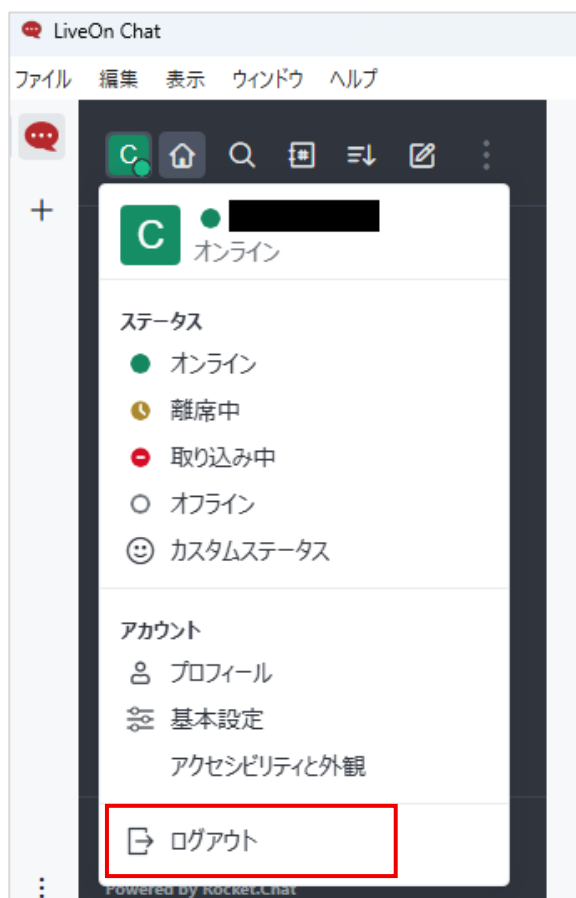 LiveOn Chat
ファイル 編集 表示 ウィンドウ ヘルプ
C
C
オンライン
ステータス
オンライン
離席中
取り込み中
オフライン
カスタムステータス
アカウント
プロフィール
基本設定
アクセシビリティと外観
ログアウト
Powered by Rocket.Chat